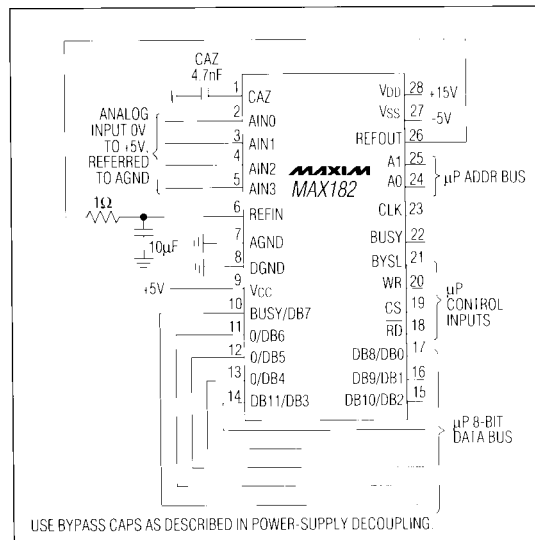 CAZ
4.7nF
1 CAZ
2 AIN0
3 AIN1
4 AIN2
5 AIN3
6 REFIN
7 AGND
8 DGND
9 VCC
10 BUSY/DB7
11 0/DB6
12 0/DB5
13 0/DB4
14 DB11/DB3
ANALOG
INPUT 0V
TO +5V,
REFERRED
TO AGND
1Ω
10µF
+5V
MAXIM
MAX182
VDD 28 +15V
VSS 27 -5V
REFOUT 26
A1 25
A0 24
CLK 23
BUSY 22
BYSL 21
WR 20
CS 19
RD 18
DB8/DB0 17
DB9/DB1 16
DB10/DB2 15
µP ADDR BUS
µP
CONTROL
INPUTS
µP 8-BIT
DATA BUS
USE BYPASS CAPS AS DESCRIBED IN POWER-SUPPLY DECOUPLING.